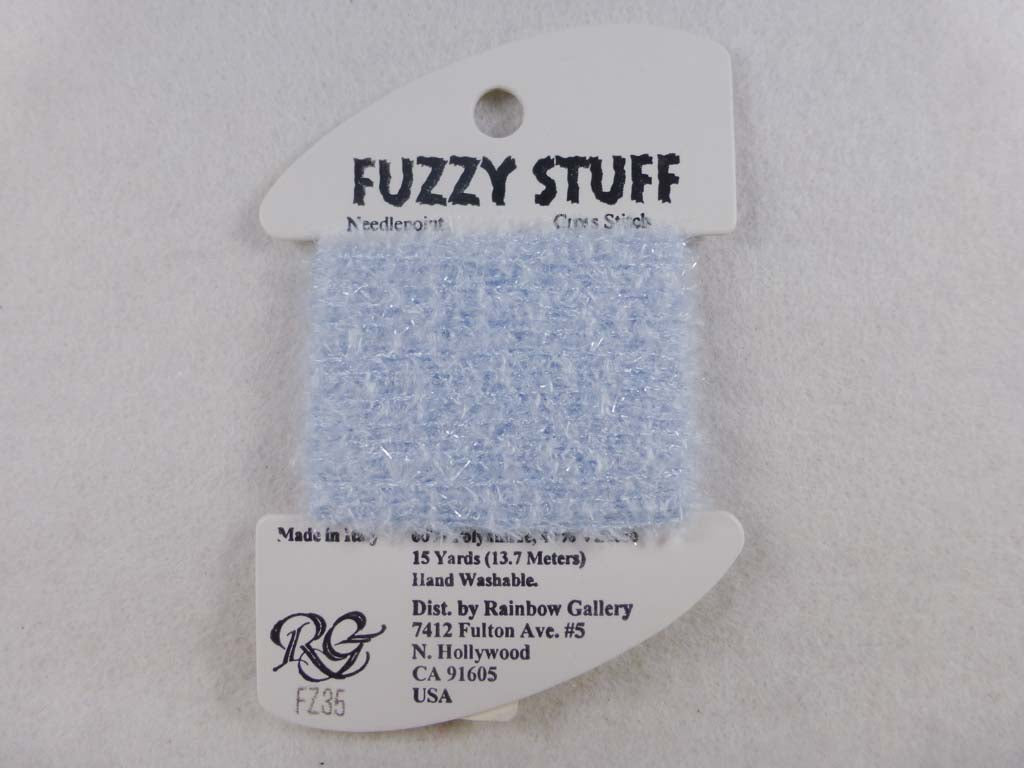 FUZZY STUFF
Needlepoint Cross Stitch
Made in Italy
15 Yards (13.7 Meters)
Hand Washable.
Dist. by Rainbow Gallery
7412 Fulton Ave. #5
N. Hollywood
CA 91605
USA
RG
FZ35